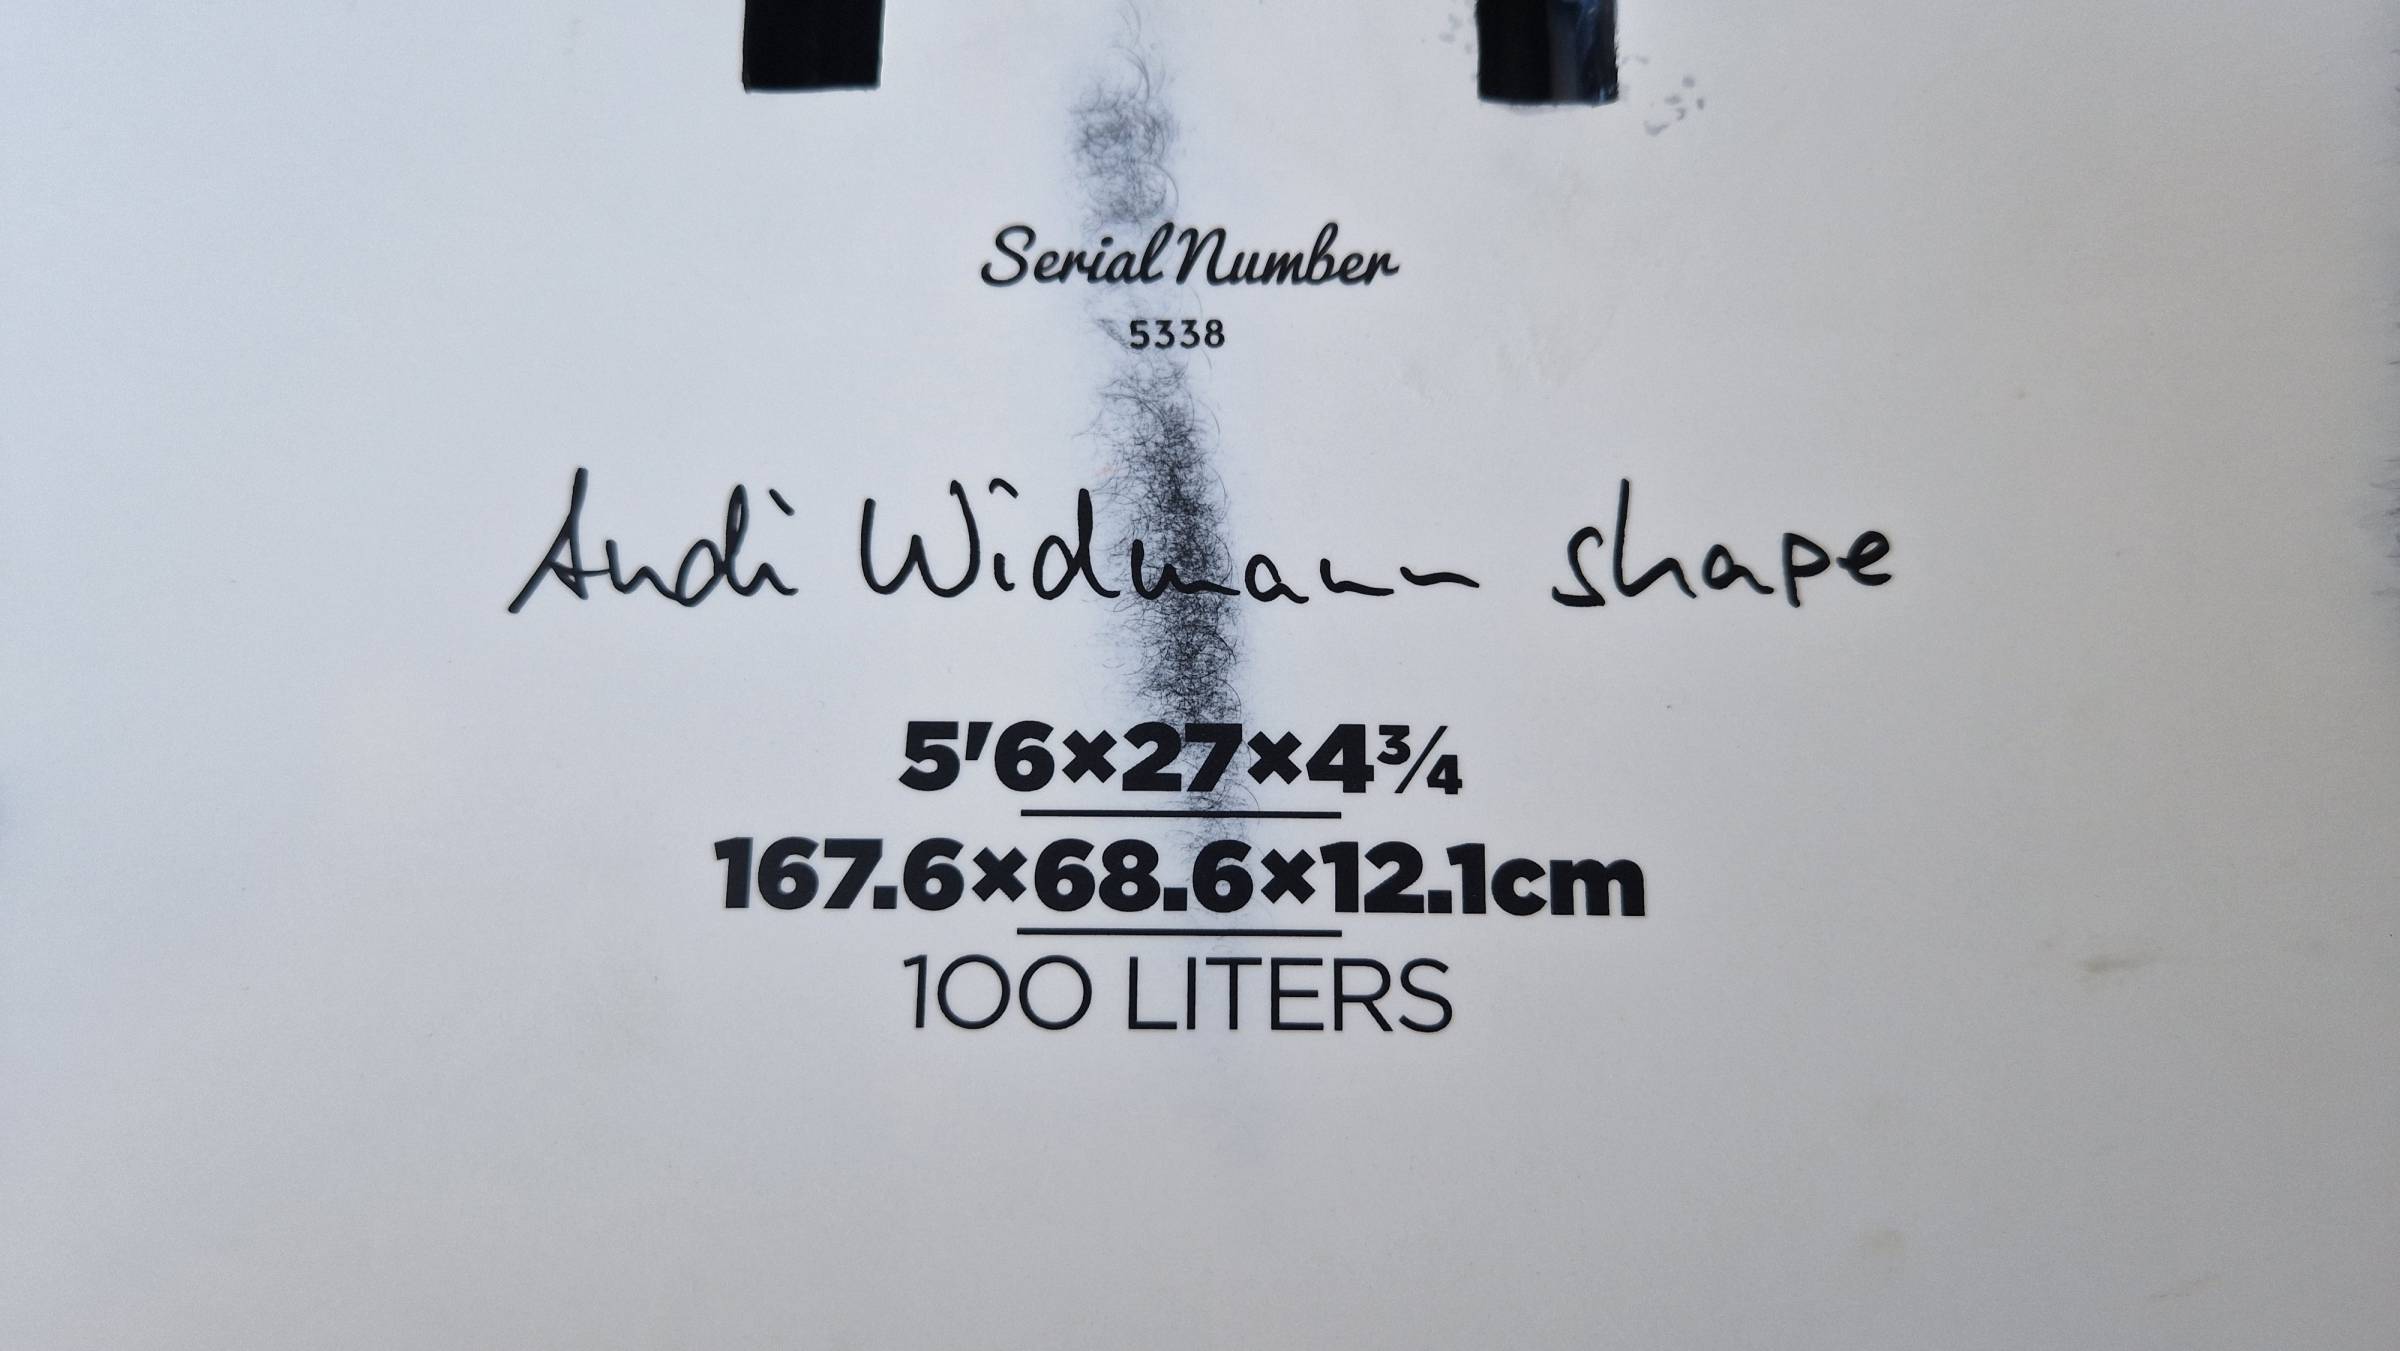 Serial Number
5338
Andi Widmann shape
5'6×27×4¾
167.6×68.6×12.1cm
100 LITERS